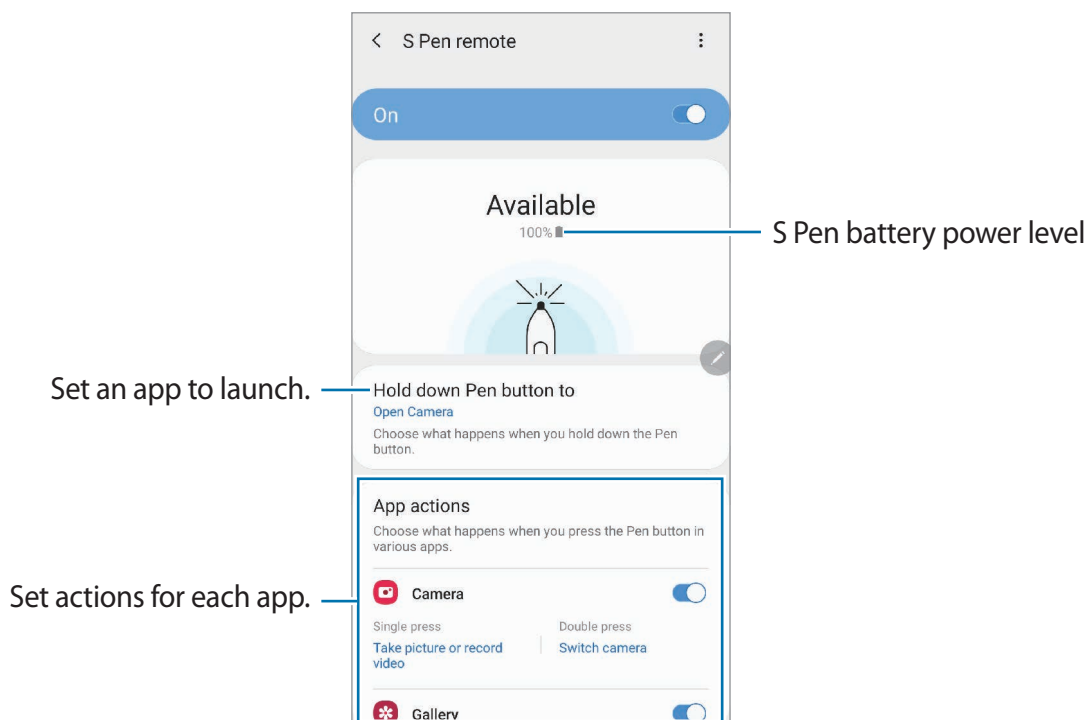 S Pen remote
On
Available
100%
S Pen battery power level
Set an app to launch.
Hold down Pen button to
Open Camera
Choose what happens when you hold down the Pen
button.
App actions
Choose what happens when you press the Pen button in
various apps.
Set actions for each app.
Camera
Single press
Double press
Take picture or record
video
Switch camera
Gallery